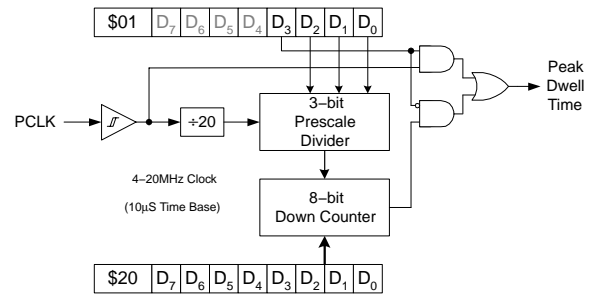 $01 D7 D6 D5 D4 D3 D2 D1 D0
Peak
Dwell
Time
PCLK
÷20
3–bit
Prescale
Divider
4–20MHz Clock
(10µS Time Base)
8–bit
Down Counter
$20 D7 D6 D5 D4 D3 D2 D1 D0